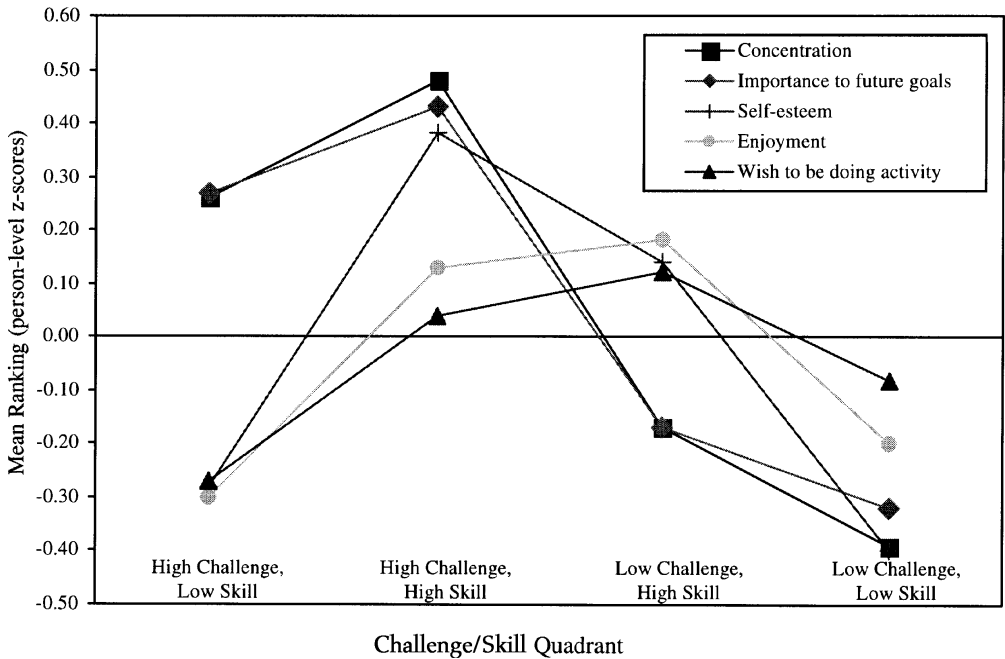 0.60
0.50
0.40
0.30
0.20
0.10
0.00
-0.10
-0.20
-0.30
-0.40
-0.50
Mean Ranking (person-level z-scores)
Concentration
Importance to future goals
Self-esteem
Enjoyment
Wish to be doing activity
High Challenge,
Low Skill
High Challenge,
High Skill
Low Challenge,
High Skill
Low Challenge,
Low Skill
Challenge/Skill Quadrant